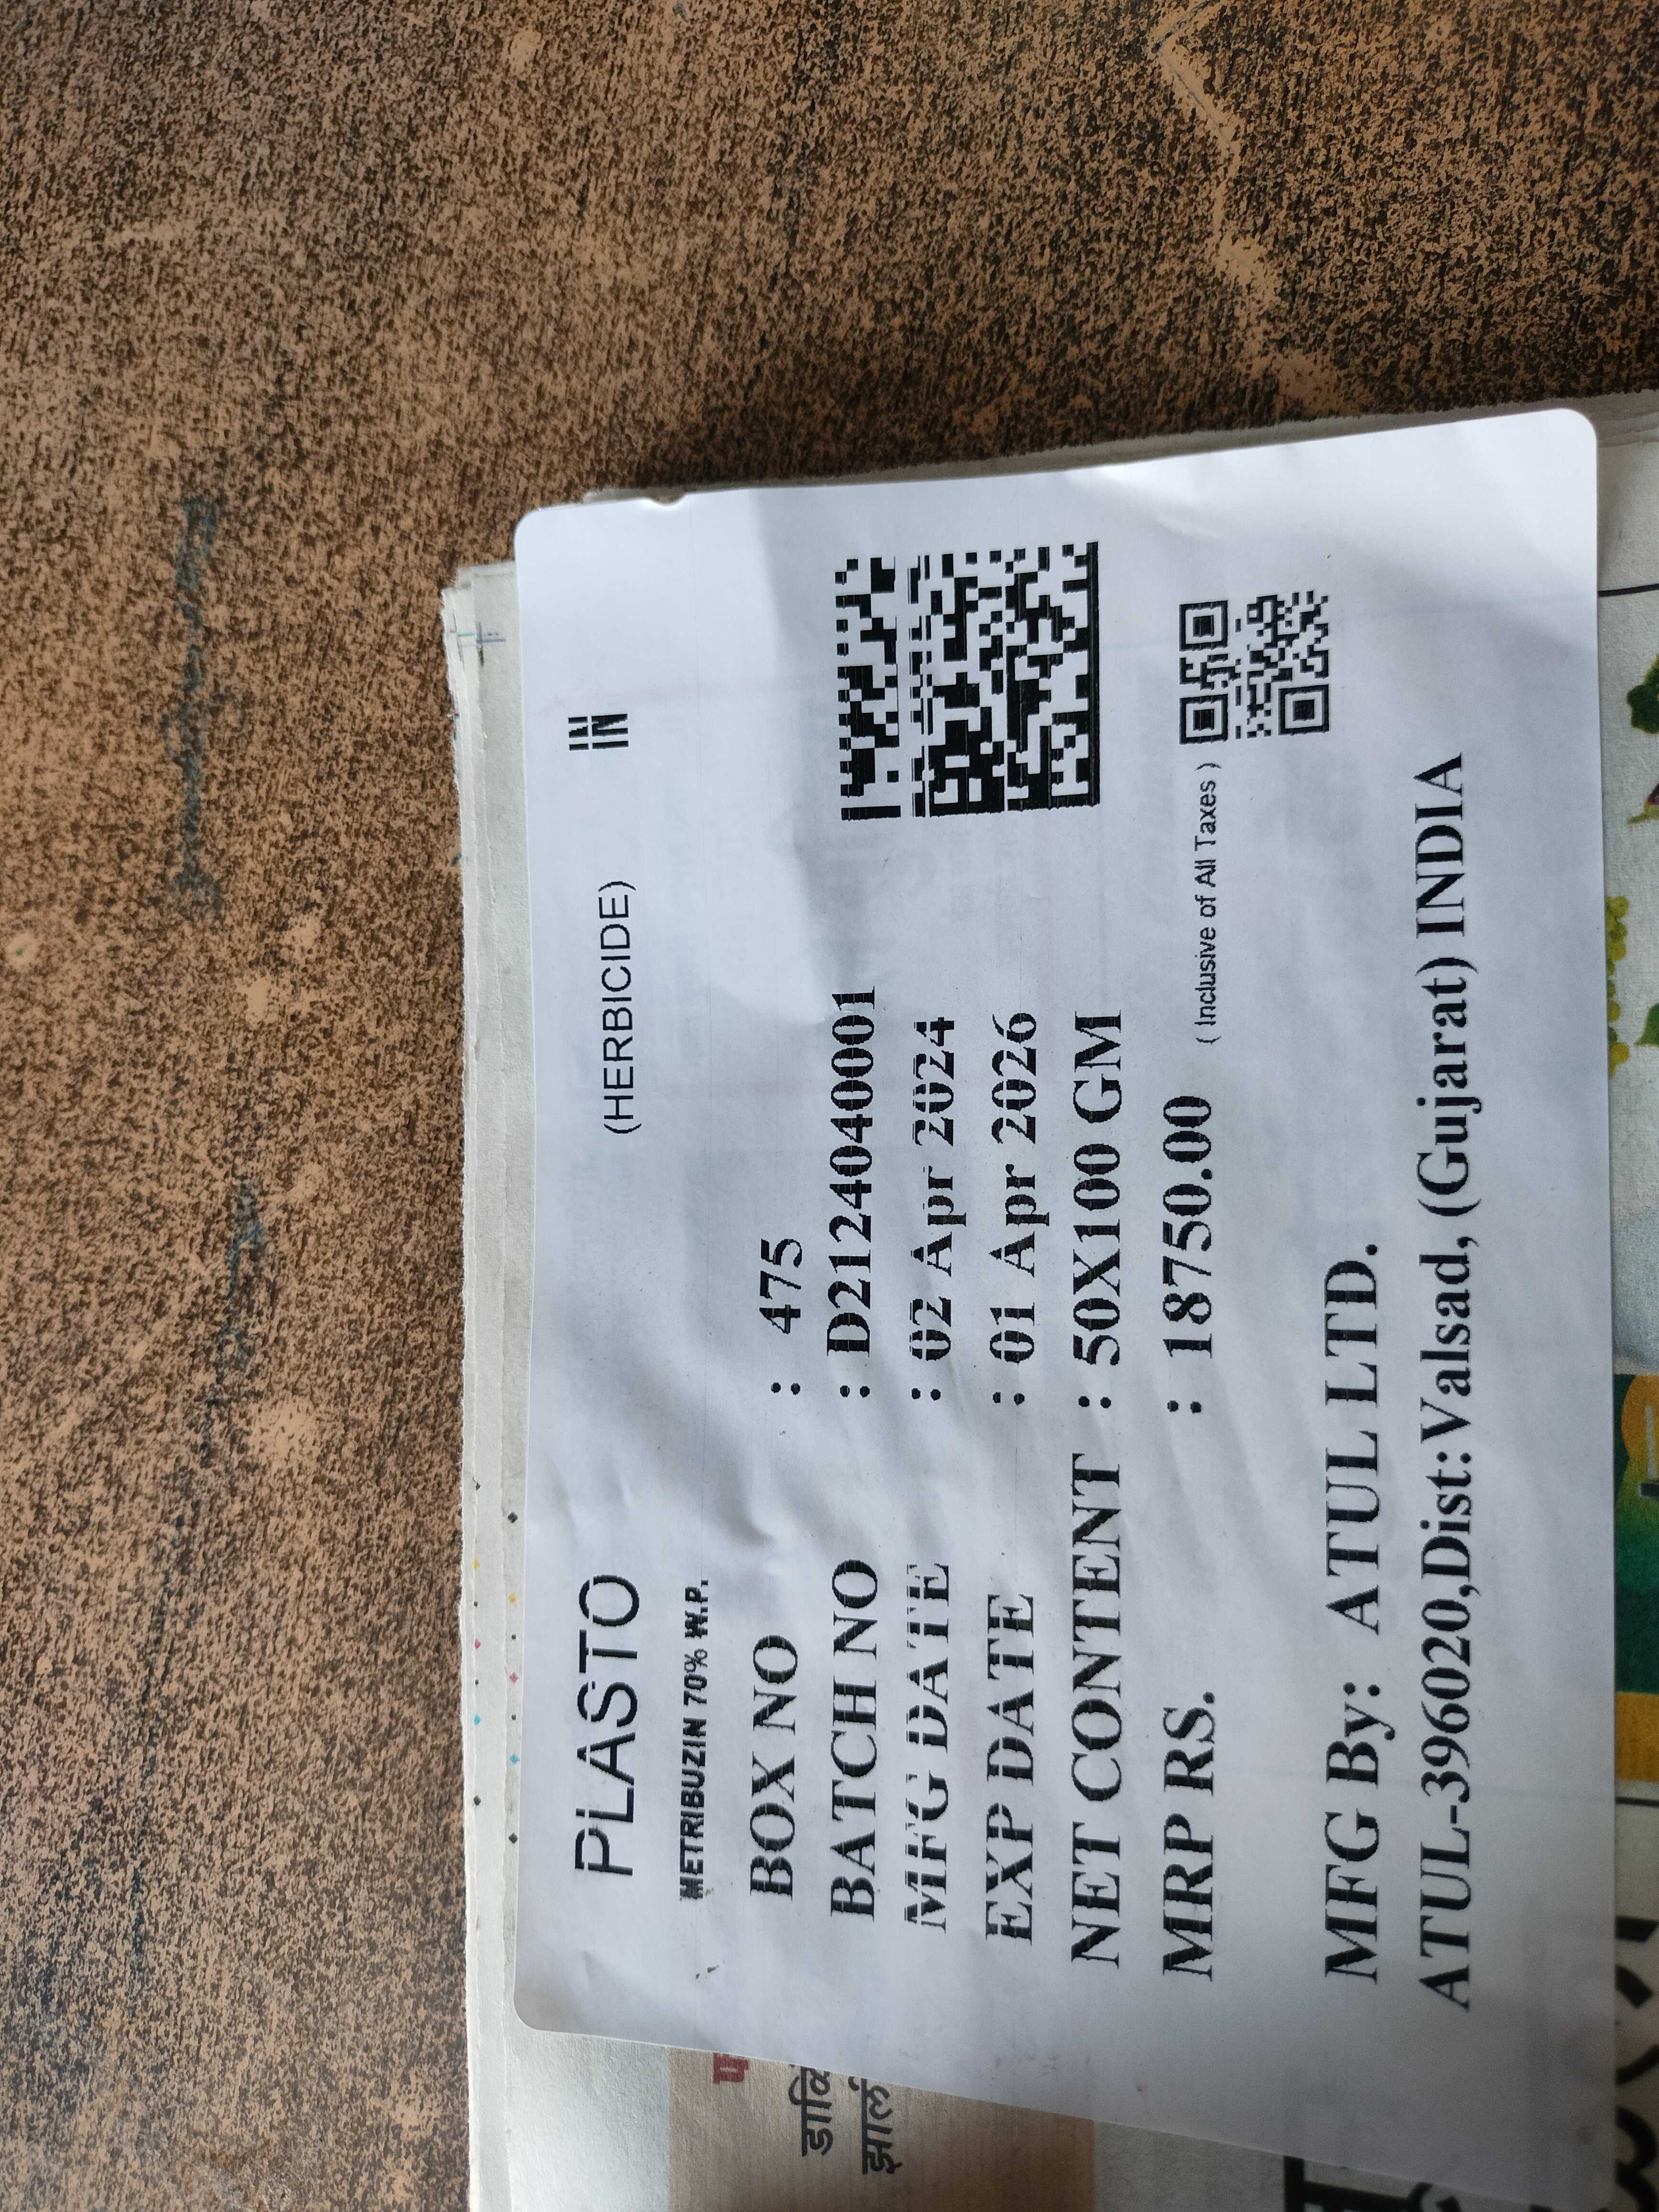 PLASTO (HERBICIDE) IN
METRIBUZIN 70% W.P.
BOX NO : 475
BATCH NO : D2124040001
MFG DATE : 02 Apr 2024
EXP DATE : 01 Apr 2026
NET CONTENT : 50X100 GM
MRP RS. : 18750.00 ( Inclusive of All Taxes )
MFG By: ATUL LTD.
ATUL-396020,Dist:Valsad, (Gujarat) INDIA